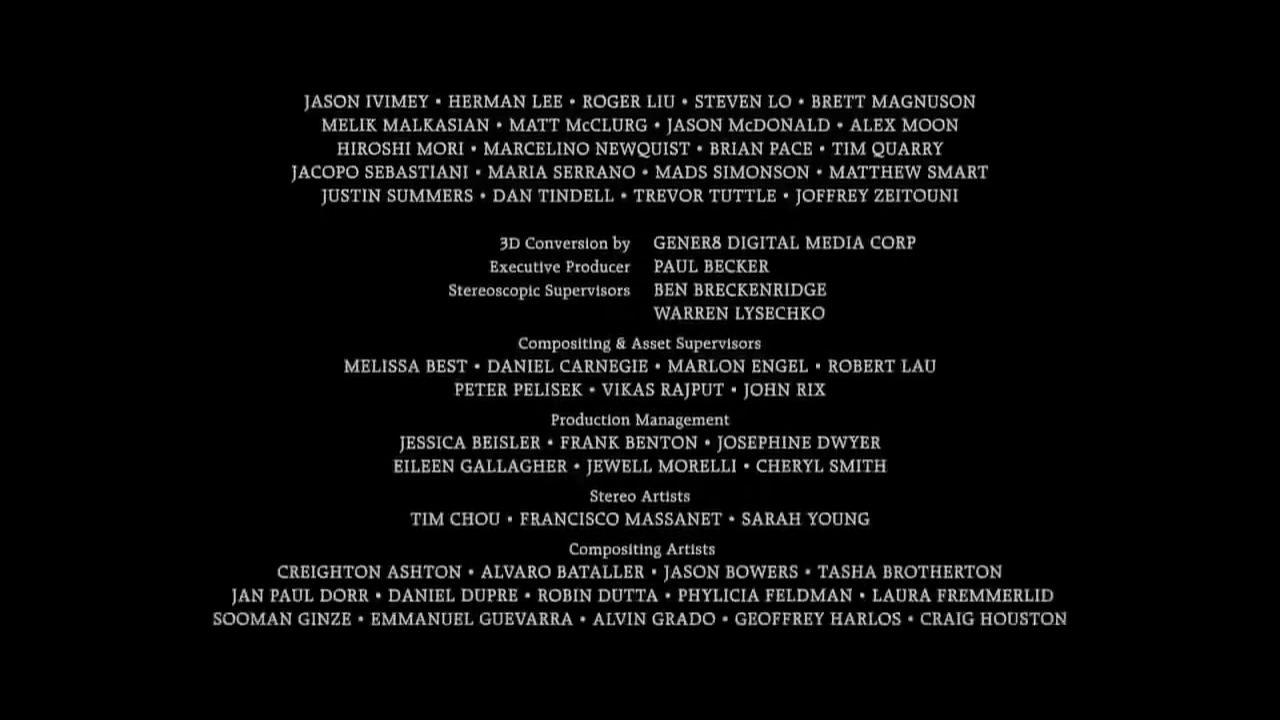 JASON IVIMEY • HERMAN LEE • ROGER LIU • STEVEN LO • BRETT MAGNUSON
MELIK MALKASIAN • MATT McCLURG • JASON McDONALD • ALEX MOON
HIROSHI MORI • MARCELINO NEWQUIST • BRIAN PACE • TIM QUARRY
JACOPO SEBASTIANI • MARIA SERRANO • MADS SIMONSON • MATTHEW SMART
JUSTIN SUMMERS • DAN TINDELL • TREVOR TUTTLE • JOFFREY ZEITOUNI
3D Conversion by GENER8 DIGITAL MEDIA CORP
Executive Producer PAUL BECKER
Stereoscopic Supervisors BEN BRECKENRIDGE
WARREN LYSECHKO
Compositing & Asset Supervisors
MELISSA BEST • DANIEL CARNEGIE • MARLON ENGEL • ROBERT LAU
PETER PELISEK • VIKAS RAJPUT • JOHN RIX
Production Management
JESSICA BEISLER • FRANK BENTON • JOSEPHINE DWYER
EILEEN GALLAGHER • JEWELL MORELLI • CHERYL SMITH
Stereo Artists
TIM CHOU • FRANCISCO MASSANET • SARAH YOUNG
Compositing Artists
CREIGHTON ASHTON • ALVARO BATALLER • JASON BOWERS • TASHA BROTHERTON
JAN PAUL DORR • DANIEL DUPRE • ROBIN DUTTA • PHYLICIA FELDMAN • LAURA FREMMERLID
SOOMAN GINZE • EMMANUEL GUEVARRA • ALVIN GRADO • GEOFFREY HARLOS • CRAIG HOUSTON